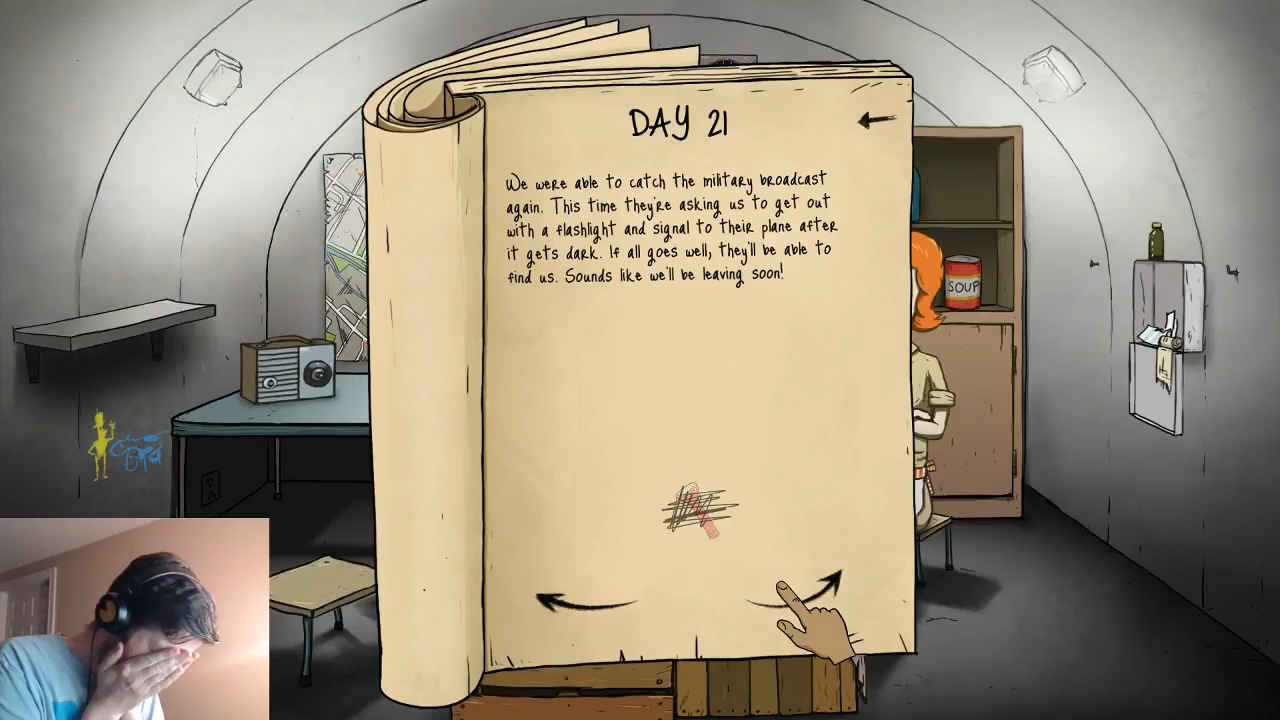 DAY 21
We were able to catch the military broadcast
again. This time they're asking us to get out
with a flashlight and signal to their plane after
it gets dark. If all goes well, they'll be able to
find us. Sounds like we'll be leaving soon!
SOUP